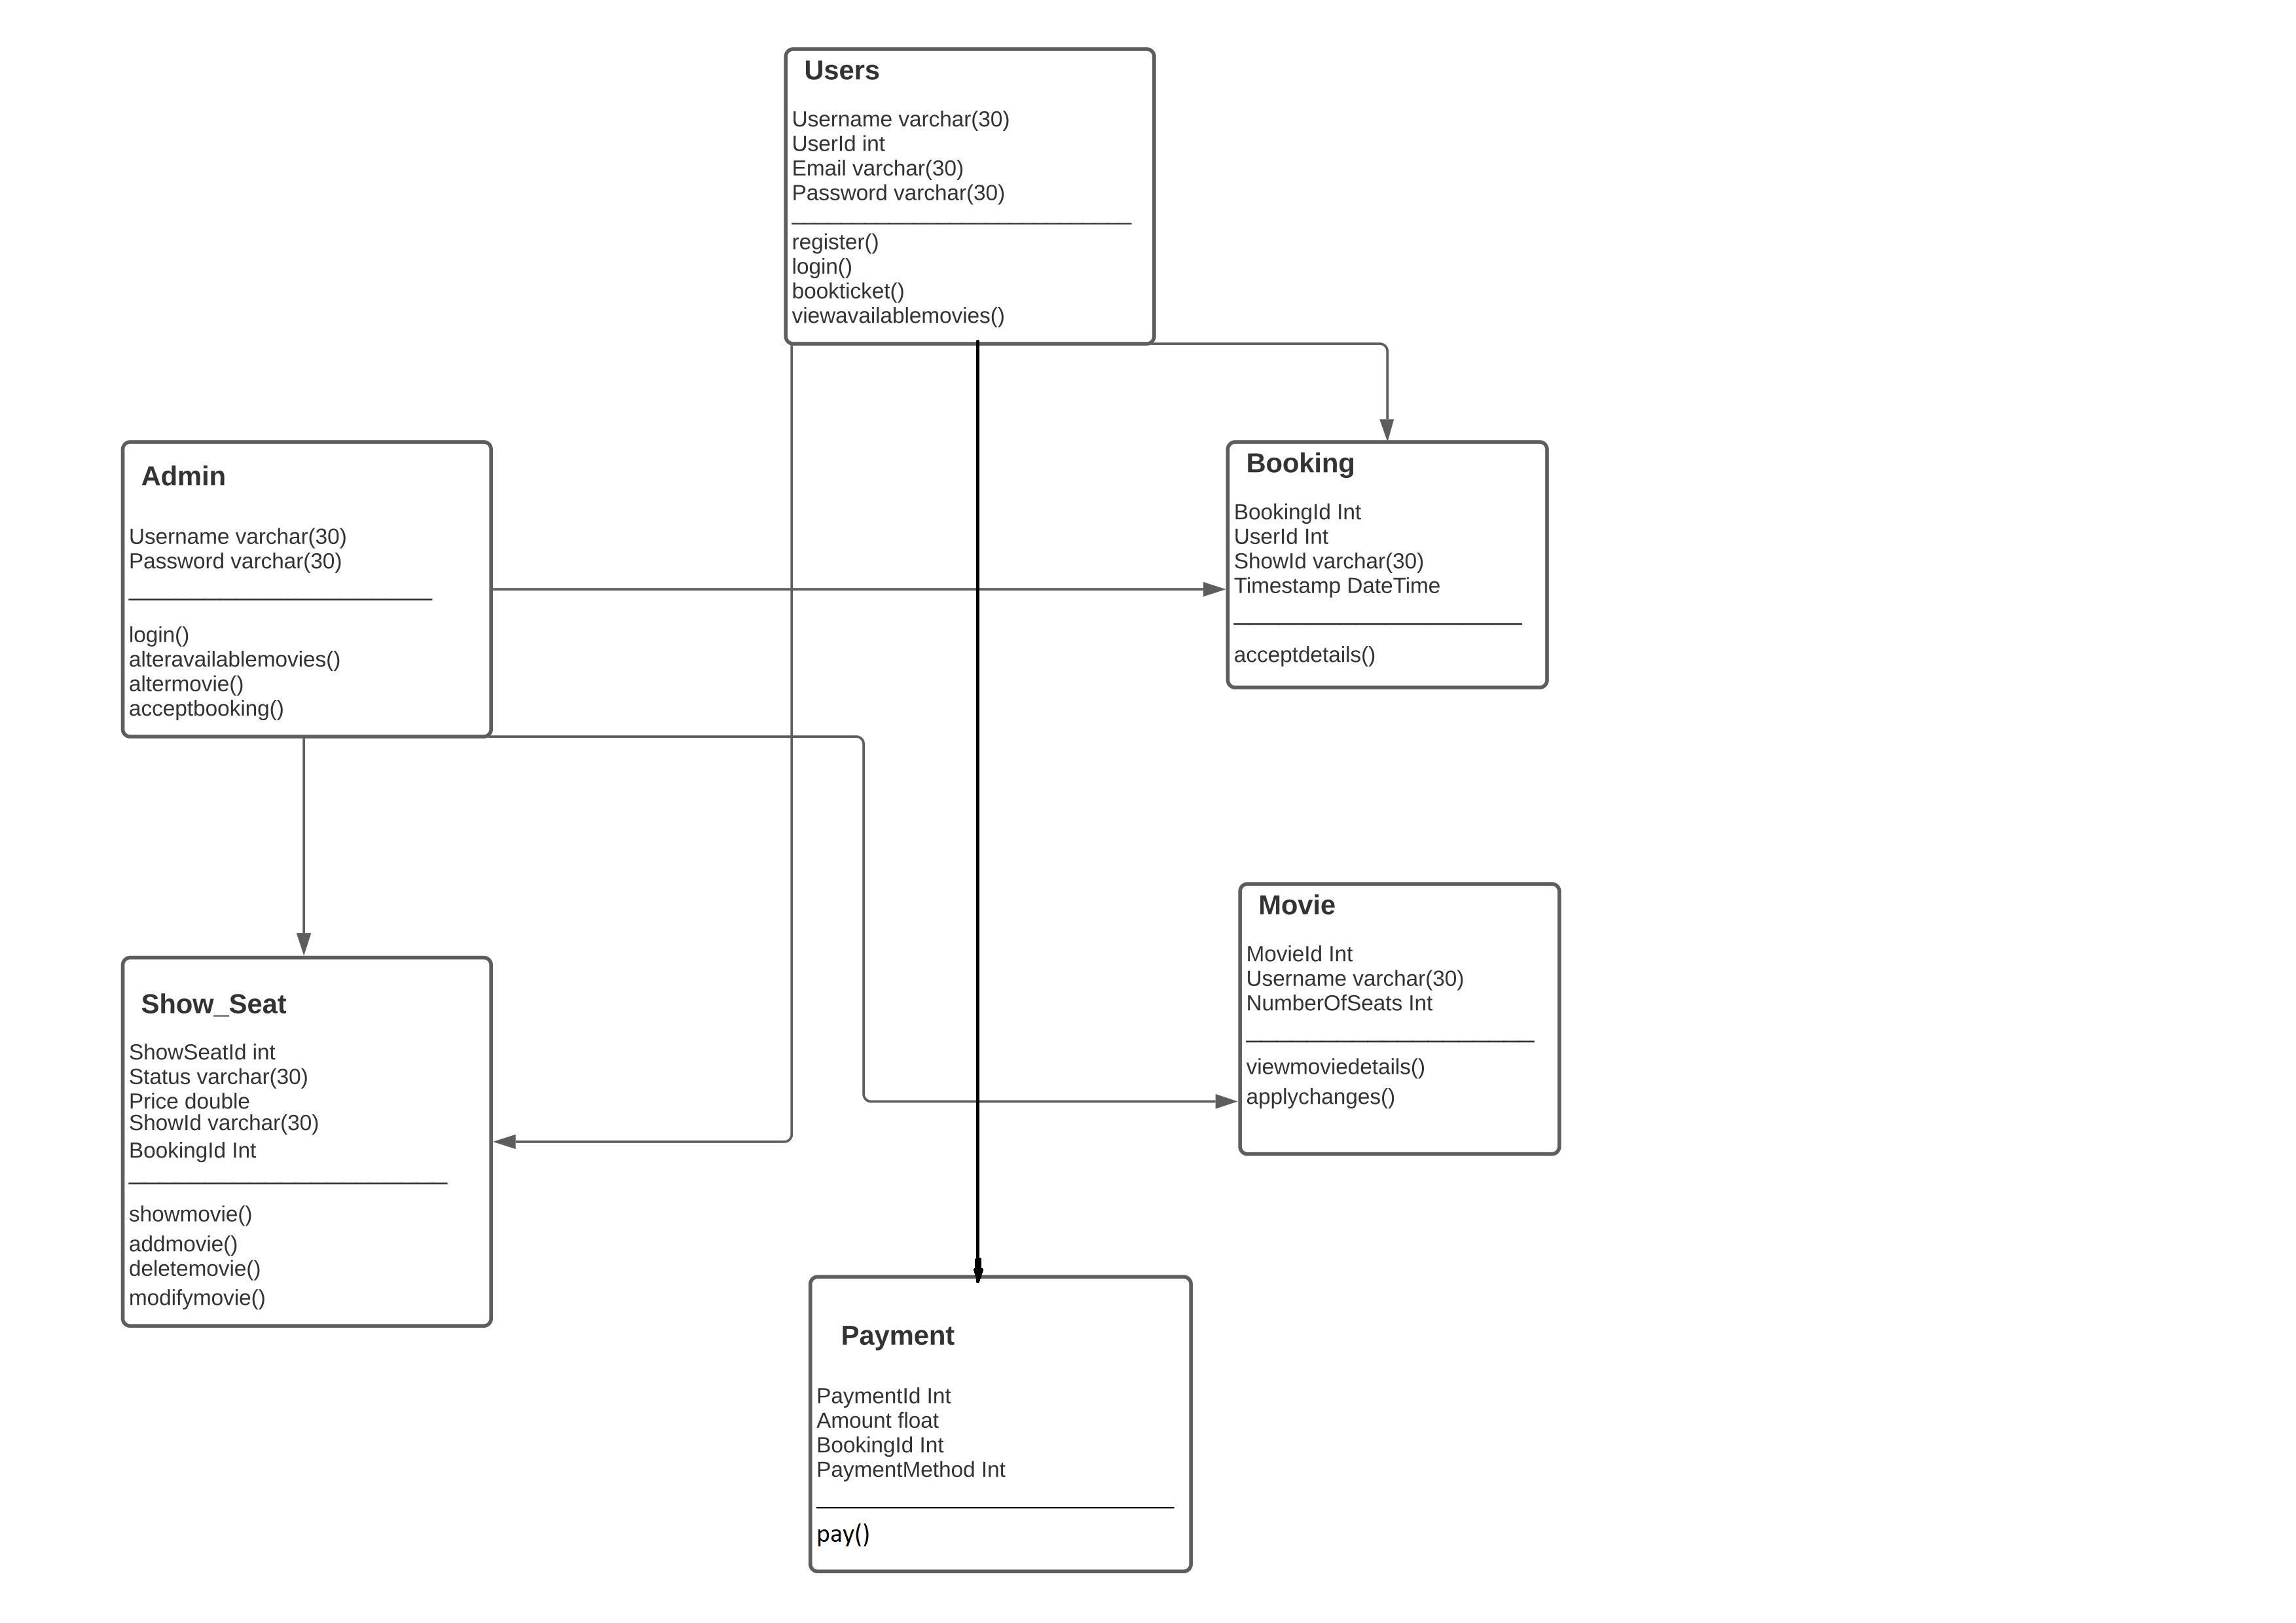 Users
Username varchar(30)
UserId int
Email varchar(30)
Password varchar(30)
register()
login()
bookticket()
viewavailablemovies()
Admin
Username varchar(30)
Password varchar(30)
login()
alteravailablemovies()
altermovie()
acceptbooking()
Booking
BookingId Int
UserId Int
ShowId varchar(30)
Timestamp DateTime
acceptdetails()
Movie
MovieId Int
Username varchar(30)
NumberOfSeats Int
viewmoviedetails()
applychanges()
Show_Seat
ShowSeatId int
Status varchar(30)
Price double
ShowId varchar(30)
BookingId Int
showmovie()
addmovie()
deletemovie()
modifymovie()
Payment
PaymentId Int
Amount float
BookingId Int
PaymentMethod Int
pay()